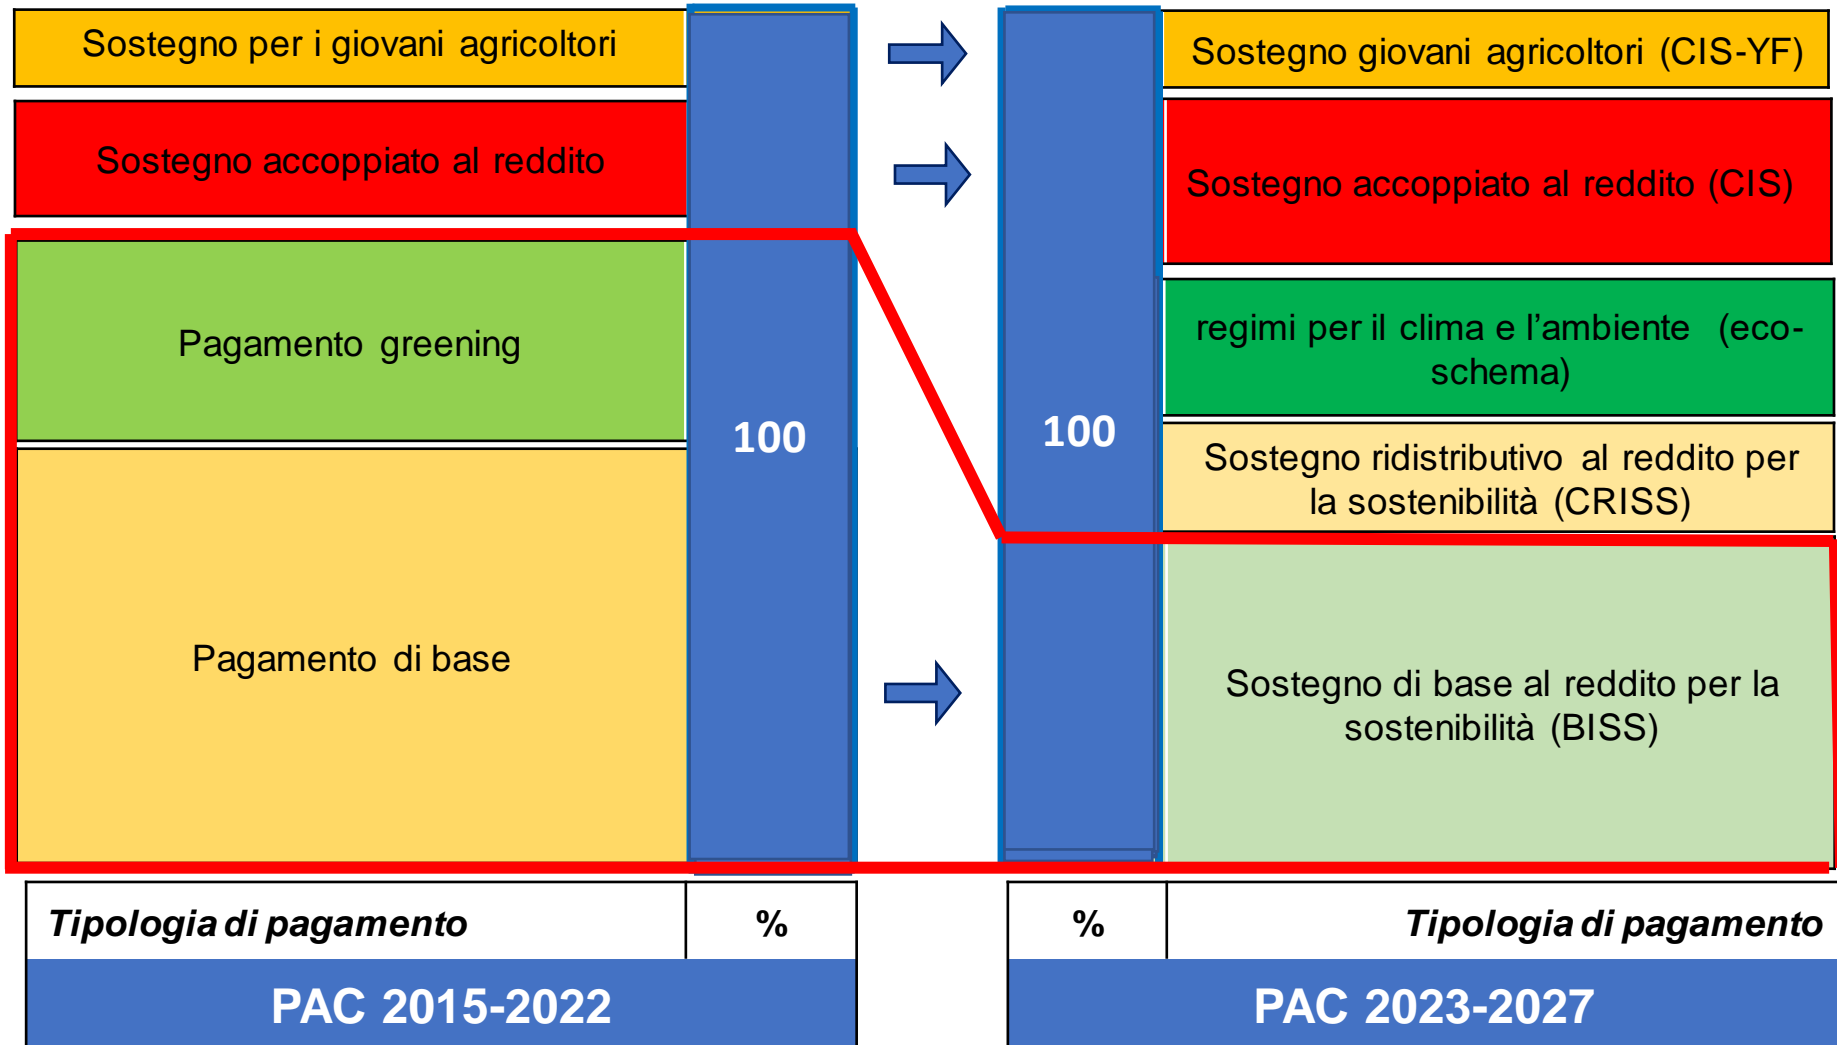 Sostegno per i giovani agricoltori
Sostegno accoppiato al reddito
Pagamento greening
Pagamento di base
100
100
Sostegno giovani agricoltori (CIS-YF)
Sostegno accoppiato al reddito (CIS)
regimi per il clima e l’ambiente (eco-
schema)
Sostegno ridistributivo al reddito per
la sostenibilità (CRISS)
Sostegno di base al reddito per la
sostenibilità (BISS)
Tipologia di pagamento
%
%
Tipologia di pagamento
PAC 2015-2022
PAC 2023-2027